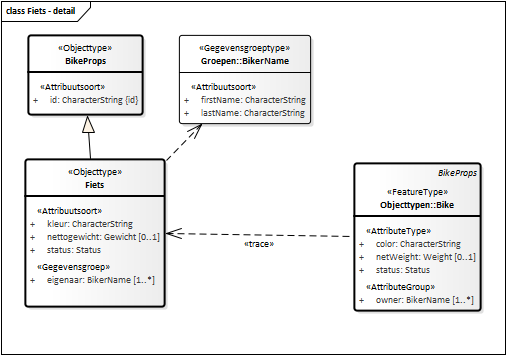 class Fiets - detail
«Objecttype»
BikeProps
«Attribuutsoort»
+ id: CharacterString {id}
«Gegevensgroeptype»
Groepen::BikerName
«Attribuutsoort»
+ firstName: CharacterString
+ lastName: CharacterString
«Objecttype»
Fiets
«Attribuutsoort»
+ kleur: CharacterString
+ nettogewicht: Gewicht [0..1]
+ status: Status
«Gegevensgroep»
+ eigenaar: BikerName [1..*]
«trace»
BikeProps
«FeatureType»
Objecttypen::Bike
«AttributeType»
+ color: CharacterString
+ netWeight: Weight [0..1]
+ status: Status
«AttributeGroup»
+ owner: BikerName [1..*]